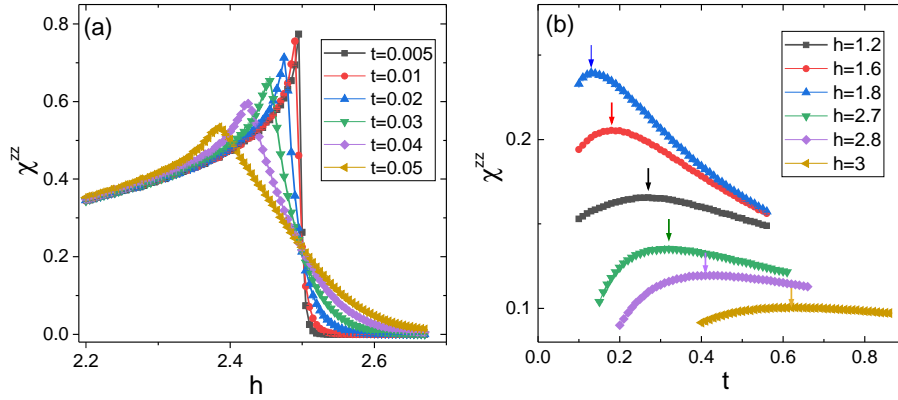 (a)
t=0.005
t=0.01
t=0.02
t=0.03
t=0.04
t=0.05
0.8
0.6
0.4
0.2
0.0
χ^zz
2.2 2.4 2.6
h
(b)
h=1.2
h=1.6
h=1.8
h=2.7
h=2.8
h=3
0.2
0.1
χ^zz
0.0 0.2 0.4 0.6 0.8
t